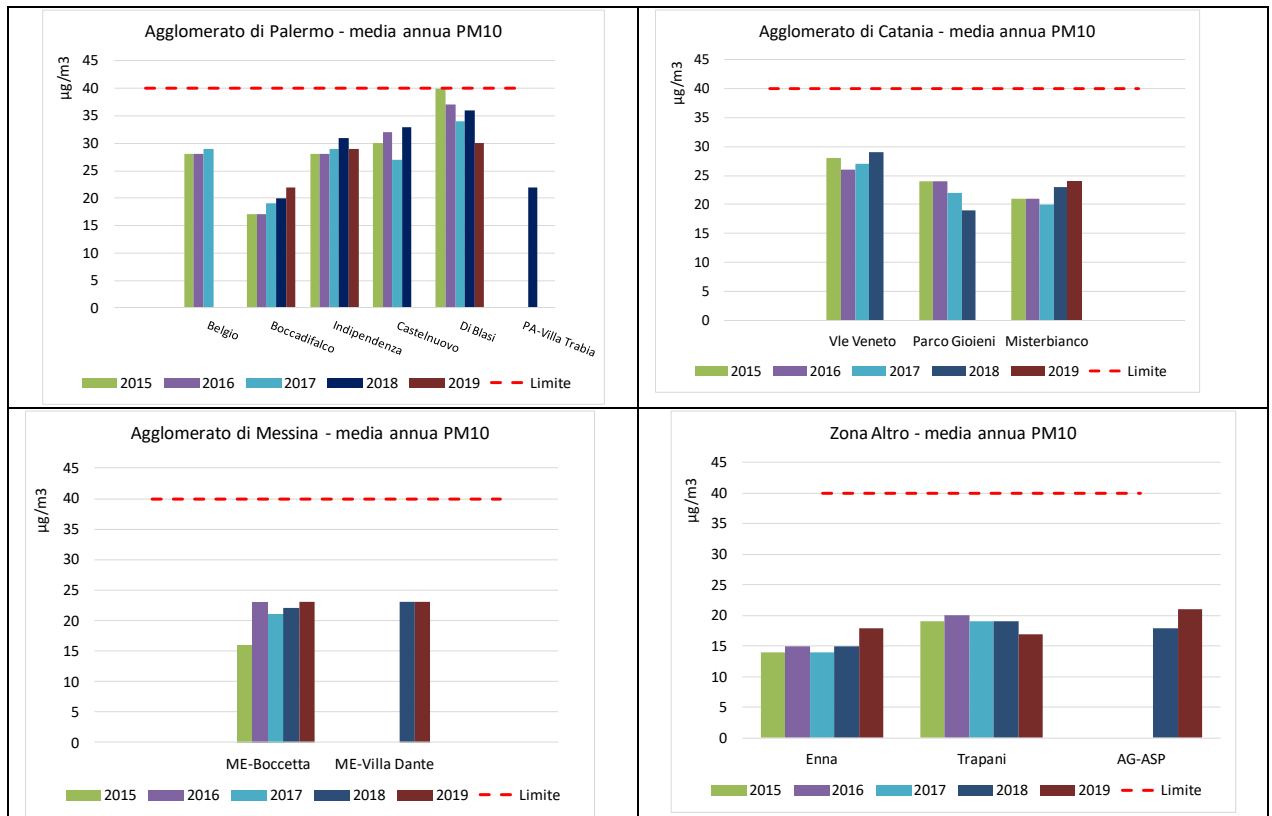 Agglomerato di Palermo - media annua PM10
µg/m3
45
40
35
30
25
20
15
10
5
0
Belgio Boccadifalco Indipendenza Castelnuovo Di Blasi PA-Villa Trabia
2015 2016 2017 2018 2019 Limite
Agglomerato di Catania - media annua PM10
µg/m3
45
40
35
30
25
20
15
10
5
0
Vle Veneto Parco Gioieni Misterbianco
2015 2016 2017 2018 2019 Limite
Agglomerato di Messina - media annua PM10
µg/m3
45
40
35
30
25
20
15
10
5
0
ME-Boccetta ME-Villa Dante
2015 2016 2017 2018 2019 Limite
Zona Altro - media annua PM10
µg/m3
45
40
35
30
25
20
15
10
5
0
Enna Trapani AG-ASP
2015 2016 2017 2018 2019 Limite